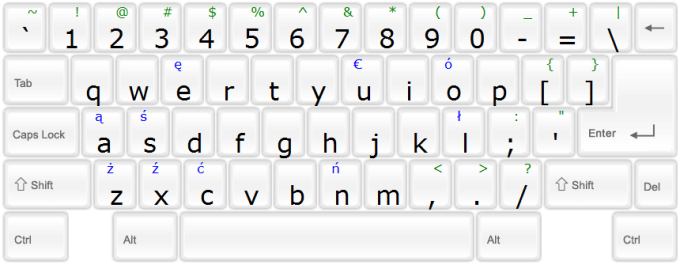 ~ ! @ # $ % ^ & * ( ) _ + |
` 1 2 3 4 5 6 7 8 9 0 - = \
ę € ó { }
Tab q w e r t y u i o p [ ]
ą ś ł : "
Caps Lock a s d f g h j k l ; ' Enter
ż ź ć ń < > ?
Shift z x c v b n m , . / Shift Del
Ctrl Alt Alt Ctrl